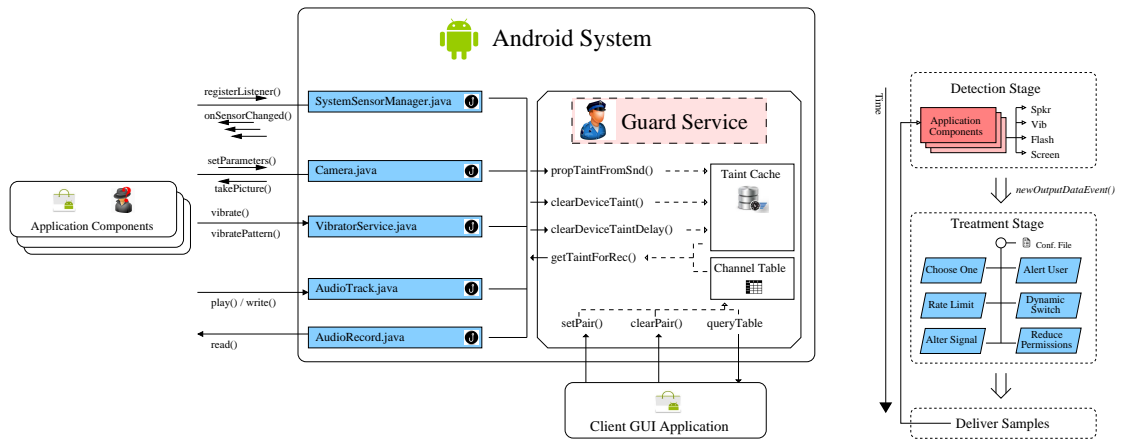 Android System
registerListener()
SystemSensorManager.java
J
onSensorChanged()
setParameters()
Camera.java
J
takePicture()
Application Components
vibrate()
VibratorService.java
J
vibratePattern()
AudioTrack.java
J
play() / write()
AudioRecord.java
J
read()
Guard Service
propTaintFromSnd()
clearDeviceTaint()
clearDeviceTaintDelay()
getTaintForRec()
Taint Cache
Channel Table
setPair()
clearPair()
queryTable
Client GUI Application
Time
Detection Stage
Application
Components
Spkr
Vib
Flash
Screen
newOutputDataEvent()
Treatment Stage
Conf. File
Choose One
Alert User
Rate Limit
Dynamic
Switch
Alter Signal
Reduce
Permissions
Deliver Samples